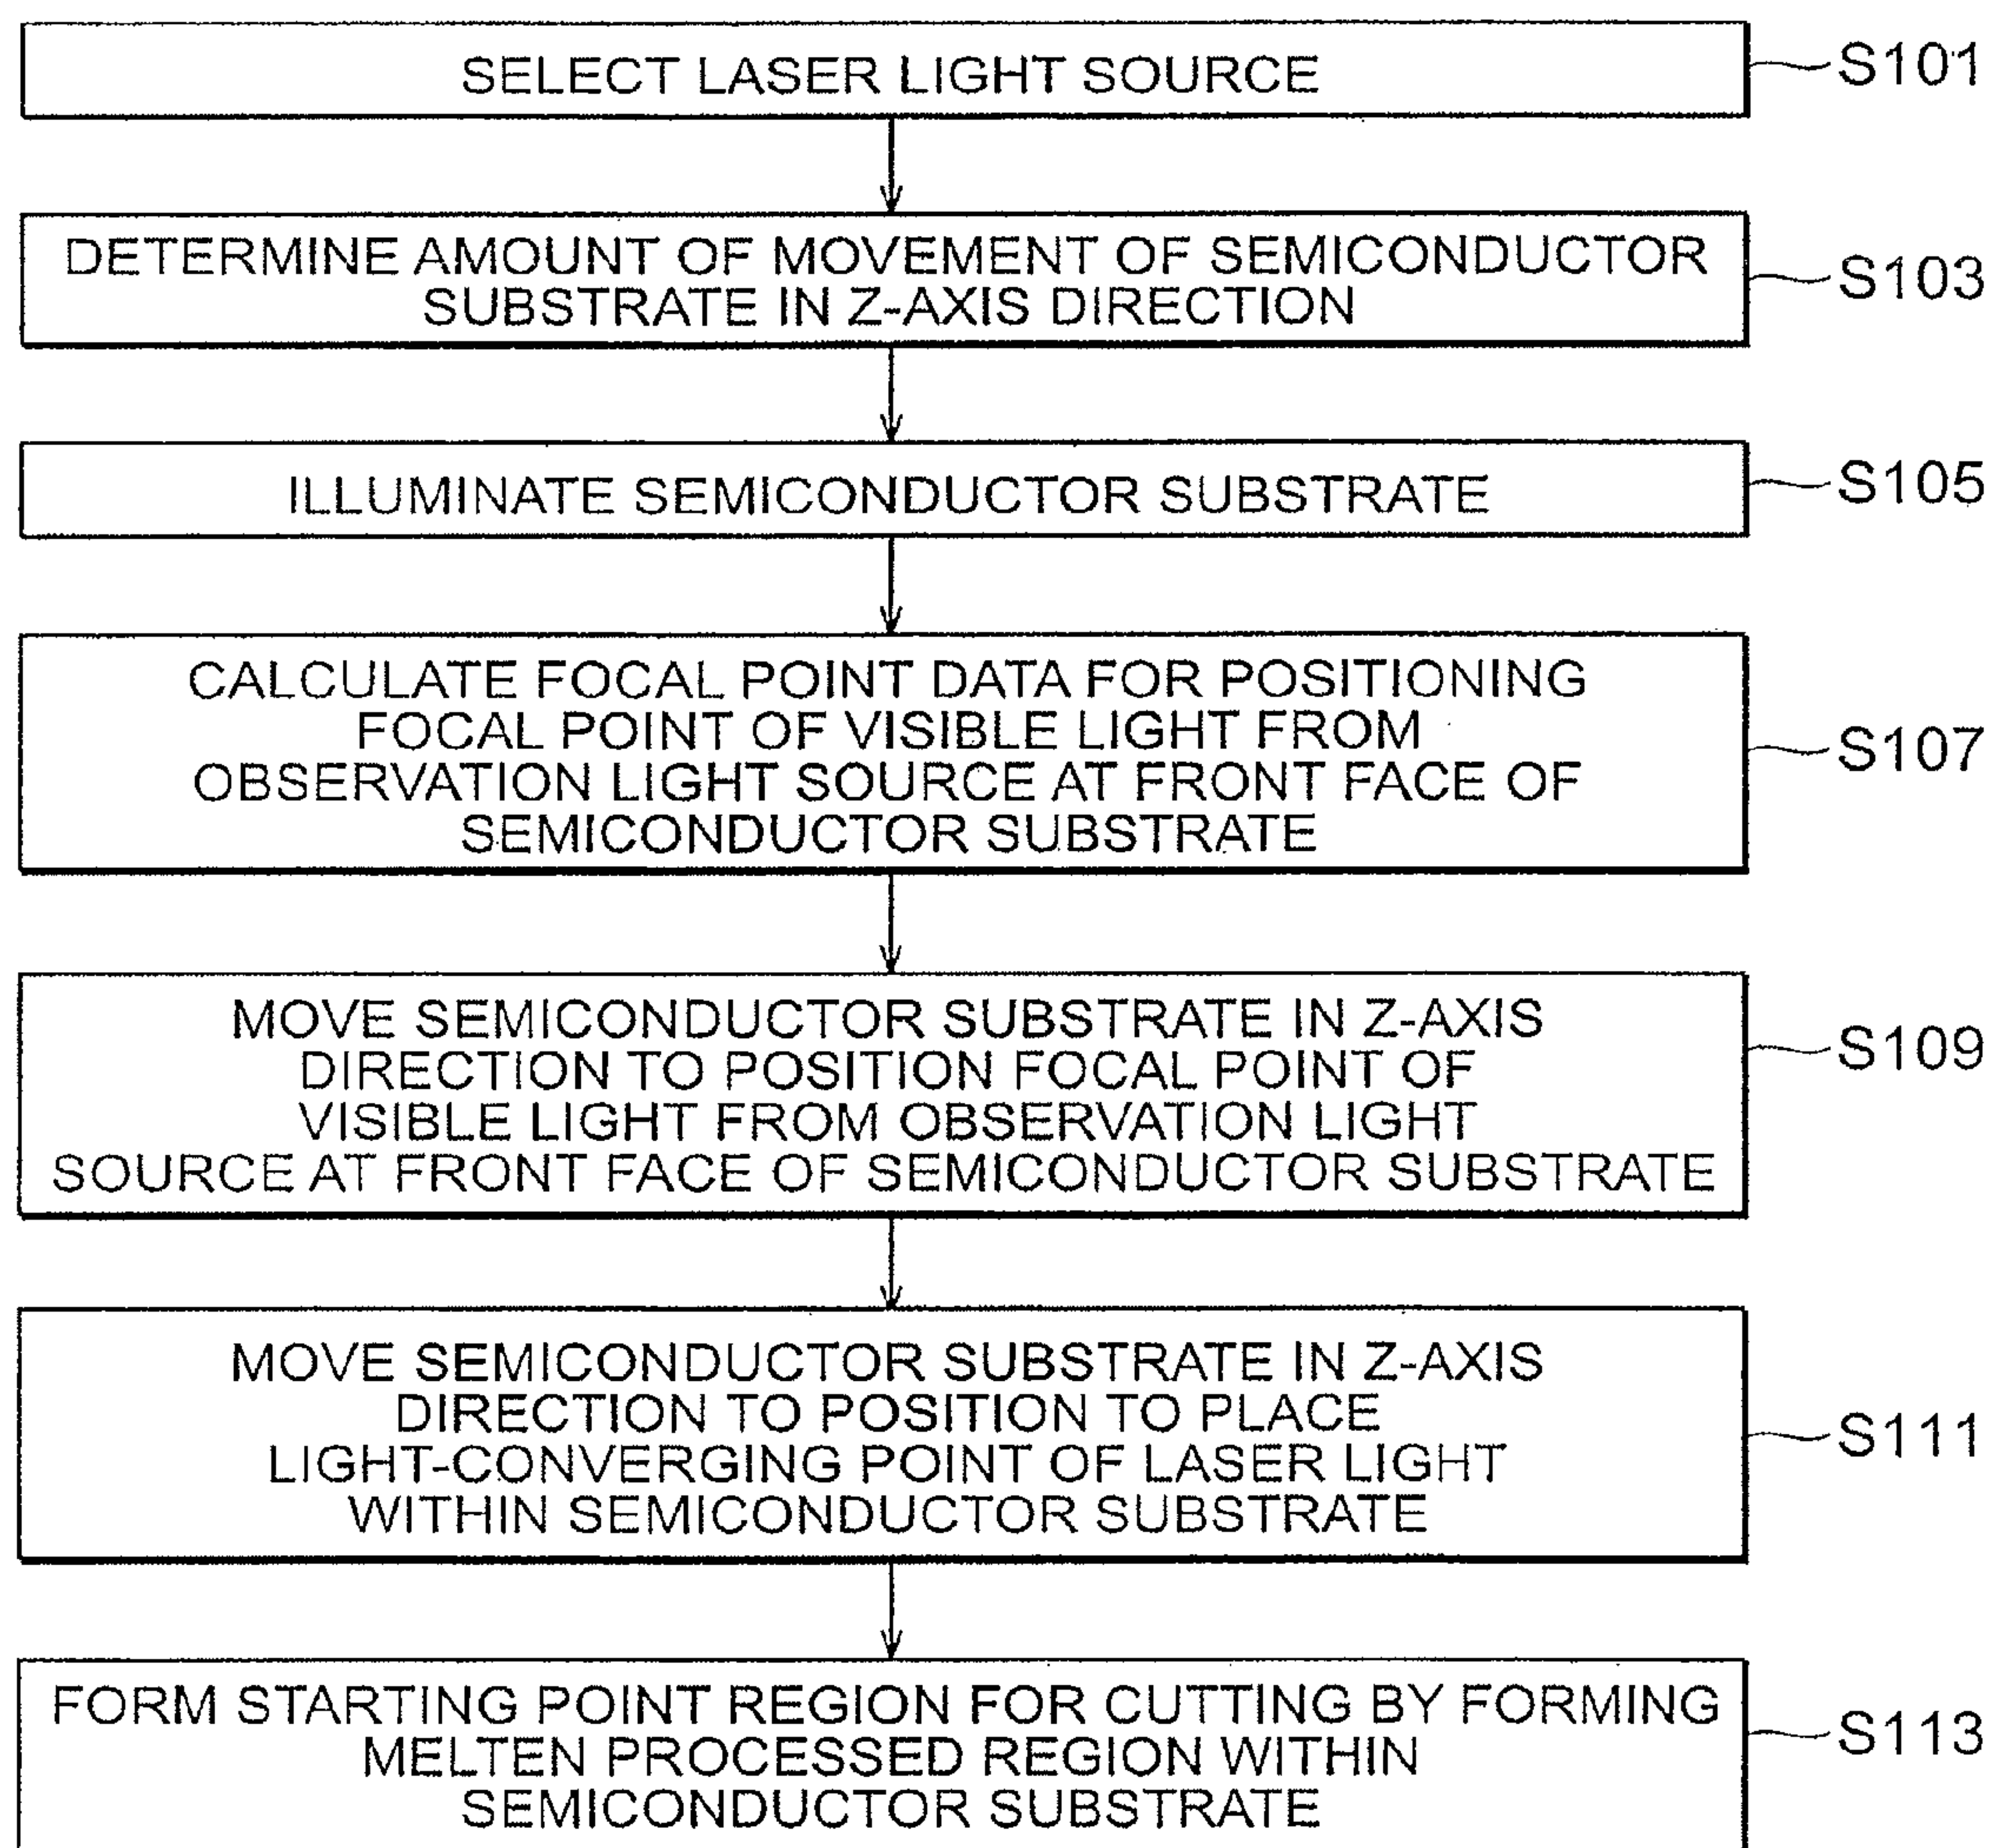 SELECT LASER LIGHT SOURCE
S101
DETERMINE AMOUNT OF MOVEMENT OF SEMICONDUCTOR
SUBSTRATE IN Z-AXIS DIRECTION
S103
ILLUMINATE SEMICONDUCTOR SUBSTRATE
S105
CALCULATE FOCAL POINT DATA FOR POSITIONING
FOCAL POINT OF VISIBLE LIGHT FROM
OBSERVATION LIGHT SOURCE AT FRONT FACE OF
SEMICONDUCTOR SUBSTRATE
S107
MOVE SEMICONDUCTOR SUBSTRATE IN Z-AXIS
DIRECTION TO POSITION FOCAL POINT OF
VISIBLE LIGHT FROM OBSERVATION LIGHT
SOURCE AT FRONT FACE OF SEMICONDUCTOR SUBSTRATE
S109
MOVE SEMICONDUCTOR SUBSTRATE IN Z-AXIS
DIRECTION TO POSITION TO PLACE
LIGHT-CONVERGING POINT OF LASER LIGHT
WITHIN SEMICONDUCTOR SUBSTRATE
S111
FORM STARTING POINT REGION FOR CUTTING BY FORMING
MELTEN PROCESSED REGION WITHIN
SEMICONDUCTOR SUBSTRATE
S113